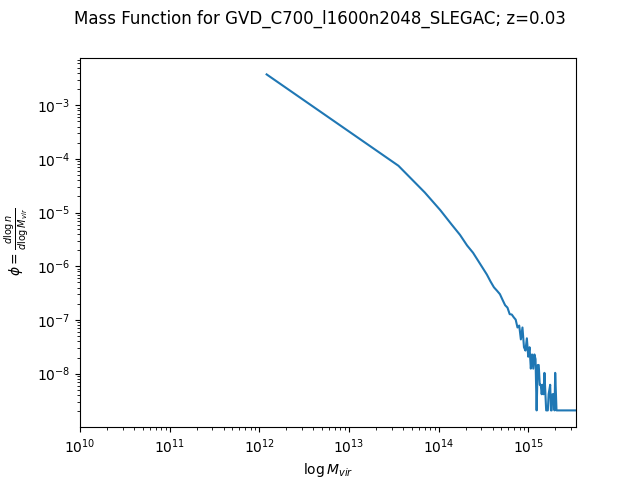 Mass Function for GVD_C700_l1600n2048_SLEGAC; z=0.03
10⁻³
10⁻⁴
10⁻⁵
10⁻⁶
10⁻⁷
10⁻⁸
ϕ = d log n / d log M_vir
10¹⁰ 10¹¹ 10¹² 10¹³ 10¹⁴ 10¹⁵
log M_vir